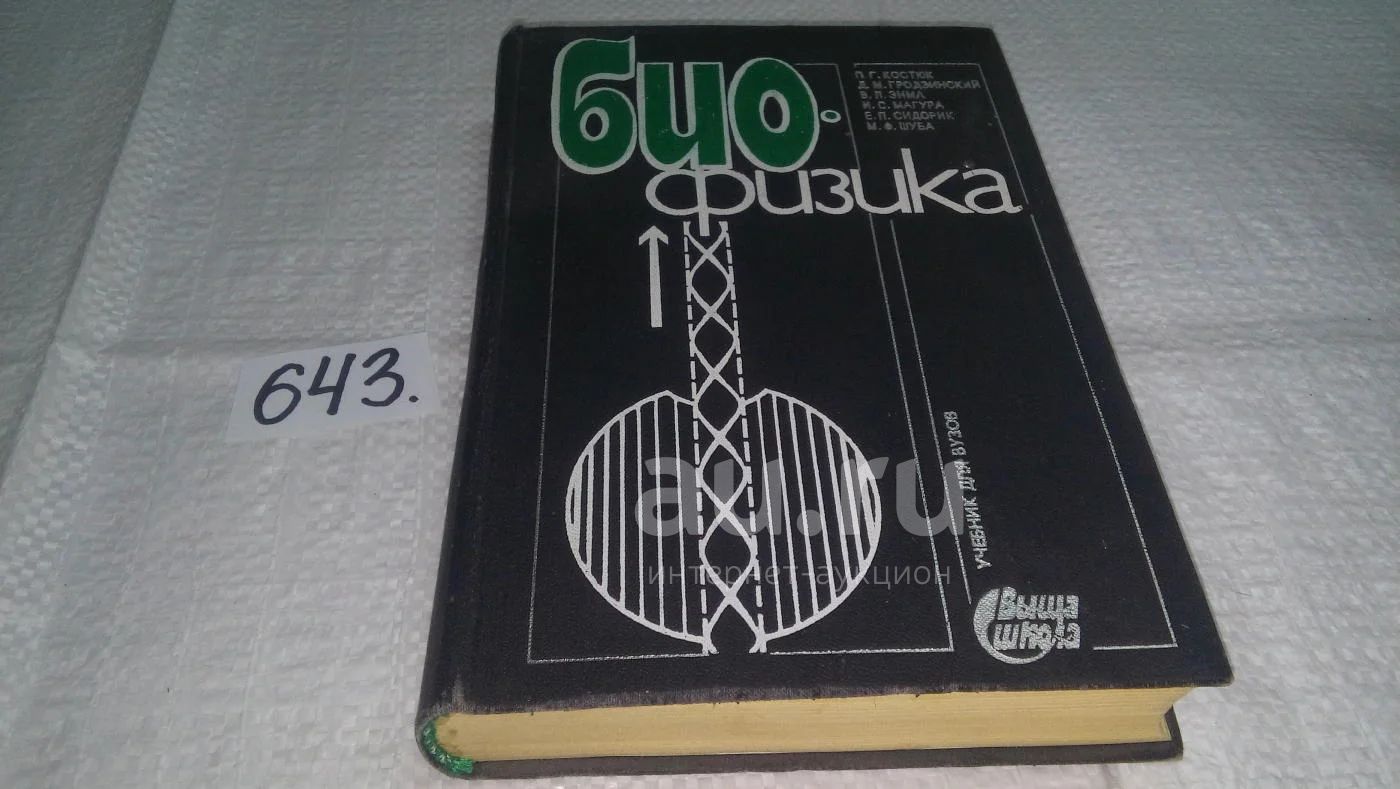 био-
физика
П. Г. КОСТЮК
Д. М. ГРОДЗИНСКИЙ
В. Л. ЗИМА
И. С. МАГУРА
Е. П. СИДОРИК
М. Ф. ШУБА
643.
УЧЕБНИК ДЛЯ ВУЗОВ
Выща
школа
au.ru
интернет-аукцион